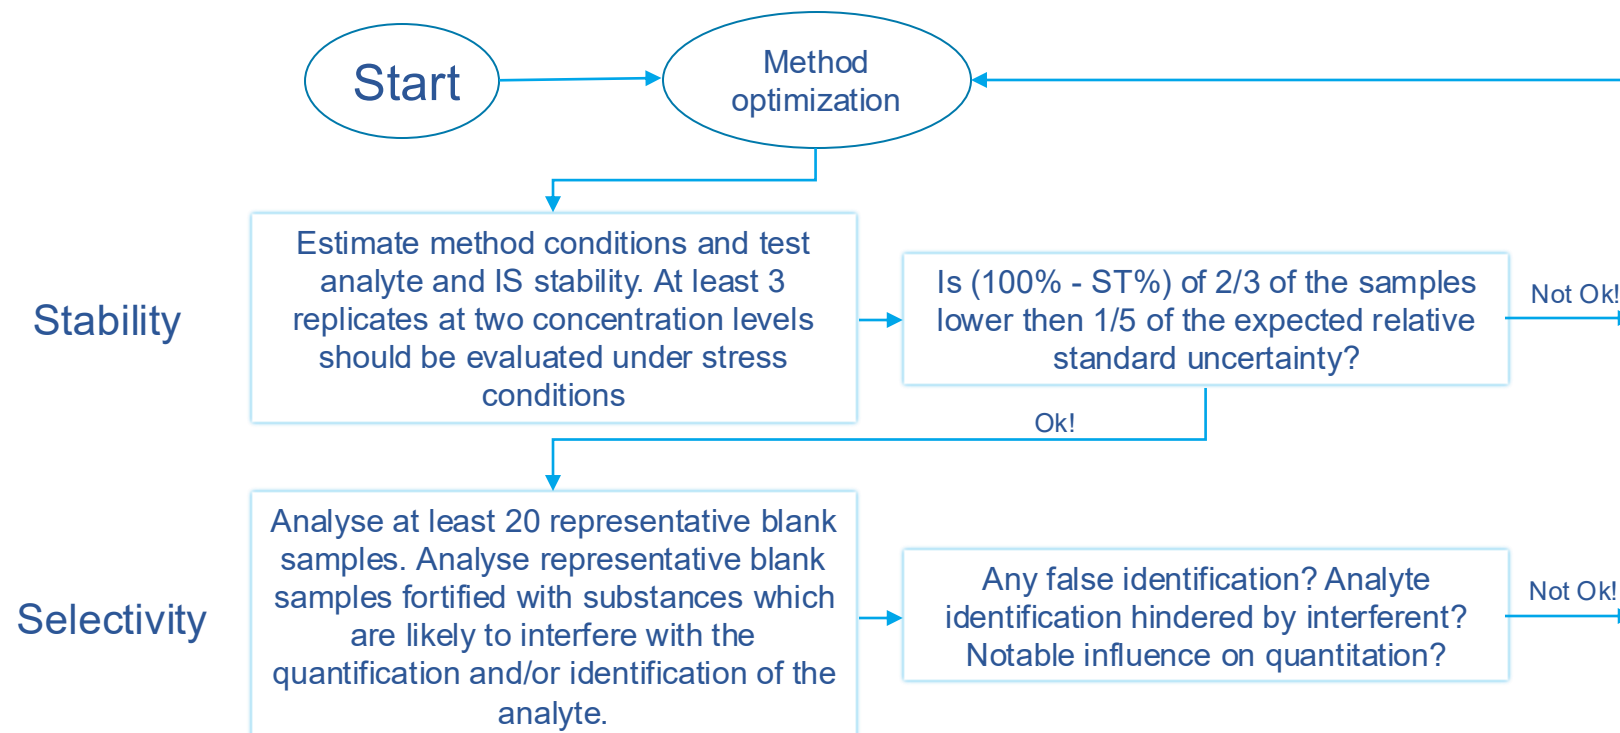 Start
Method
optimization
Stability
Estimate method conditions and test
analyte and IS stability. At least 3
replicates at two concentration levels
should be evaluated under stress
conditions
Is (100% - ST%) of 2/3 of the samples
lower then 1/5 of the expected relative
standard uncertainty?
Not Ok!
Ok!
Selectivity
Analyse at least 20 representative blank
samples. Analyse representative blank
samples fortified with substances which
are likely to interfere with the
quantification and/or identification of the
analyte.
Any false identification? Analyte
identification hindered by interferent?
Notable influence on quantitation?
Not Ok!